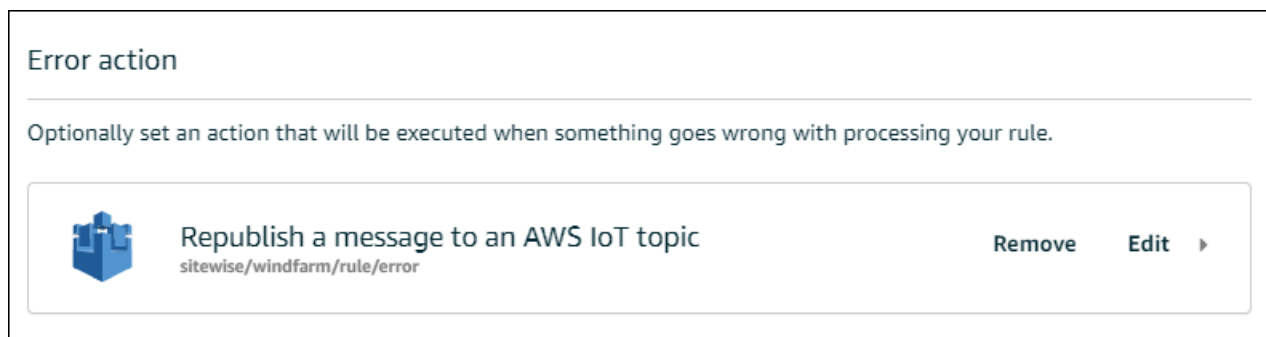 Error action
Optionally set an action that will be executed when something goes wrong with processing your rule.
Republish a message to an AWS IoT topic
sitewise/windfarm/rule/error
Remove Edit